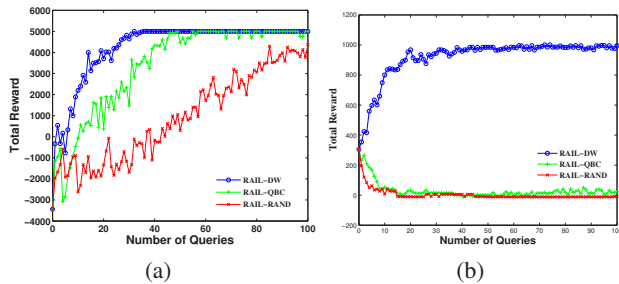 6000
5000
4000
3000
2000
1000
0
−1000
−2000
−3000
−4000
0 20 40 60 80 100
Total Reward
Number of Queries
RAIL−DW
RAIL−QBC
RAIL−RAND
(a)
1200
1000
800
600
400
200
0
−200
0 10 20 30 40 50 60 70 80 90 100
Total Reward
Number of Queries
RAIL−DW
RAIL−QBC
RAIL−RAND
(b)